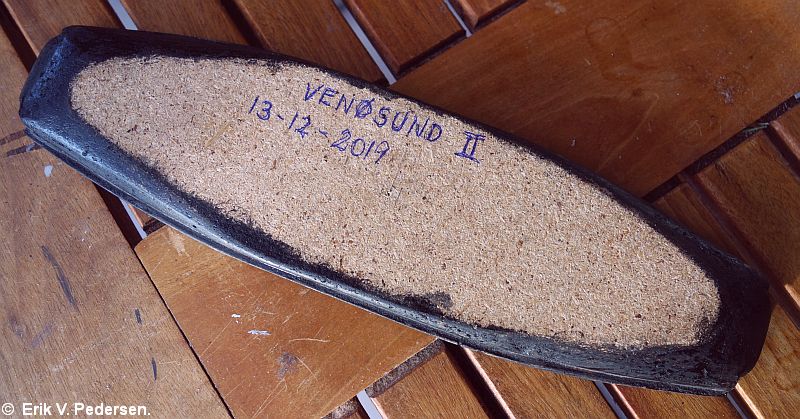 VENØSUND II
13-12-2019
© Erik V. Pedersen.